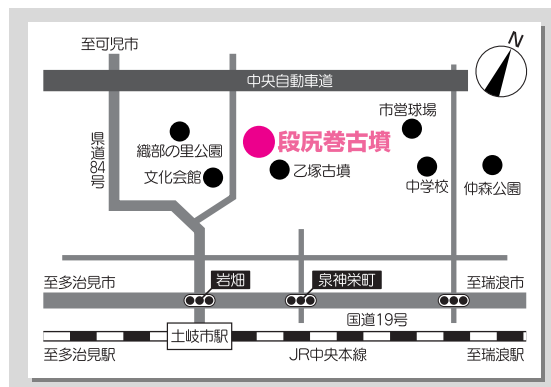 N
至可児市
中央自動車道
市営球場
県道84号
織部の里公園
段尻巻古墳
文化会館
乙塚古墳
中学校
仲森公園
至多治見市
岩畑
泉神栄町
至瑞浪市
国道19号
土岐市駅
至多治見駅
JR中央本線
至瑞浪駅